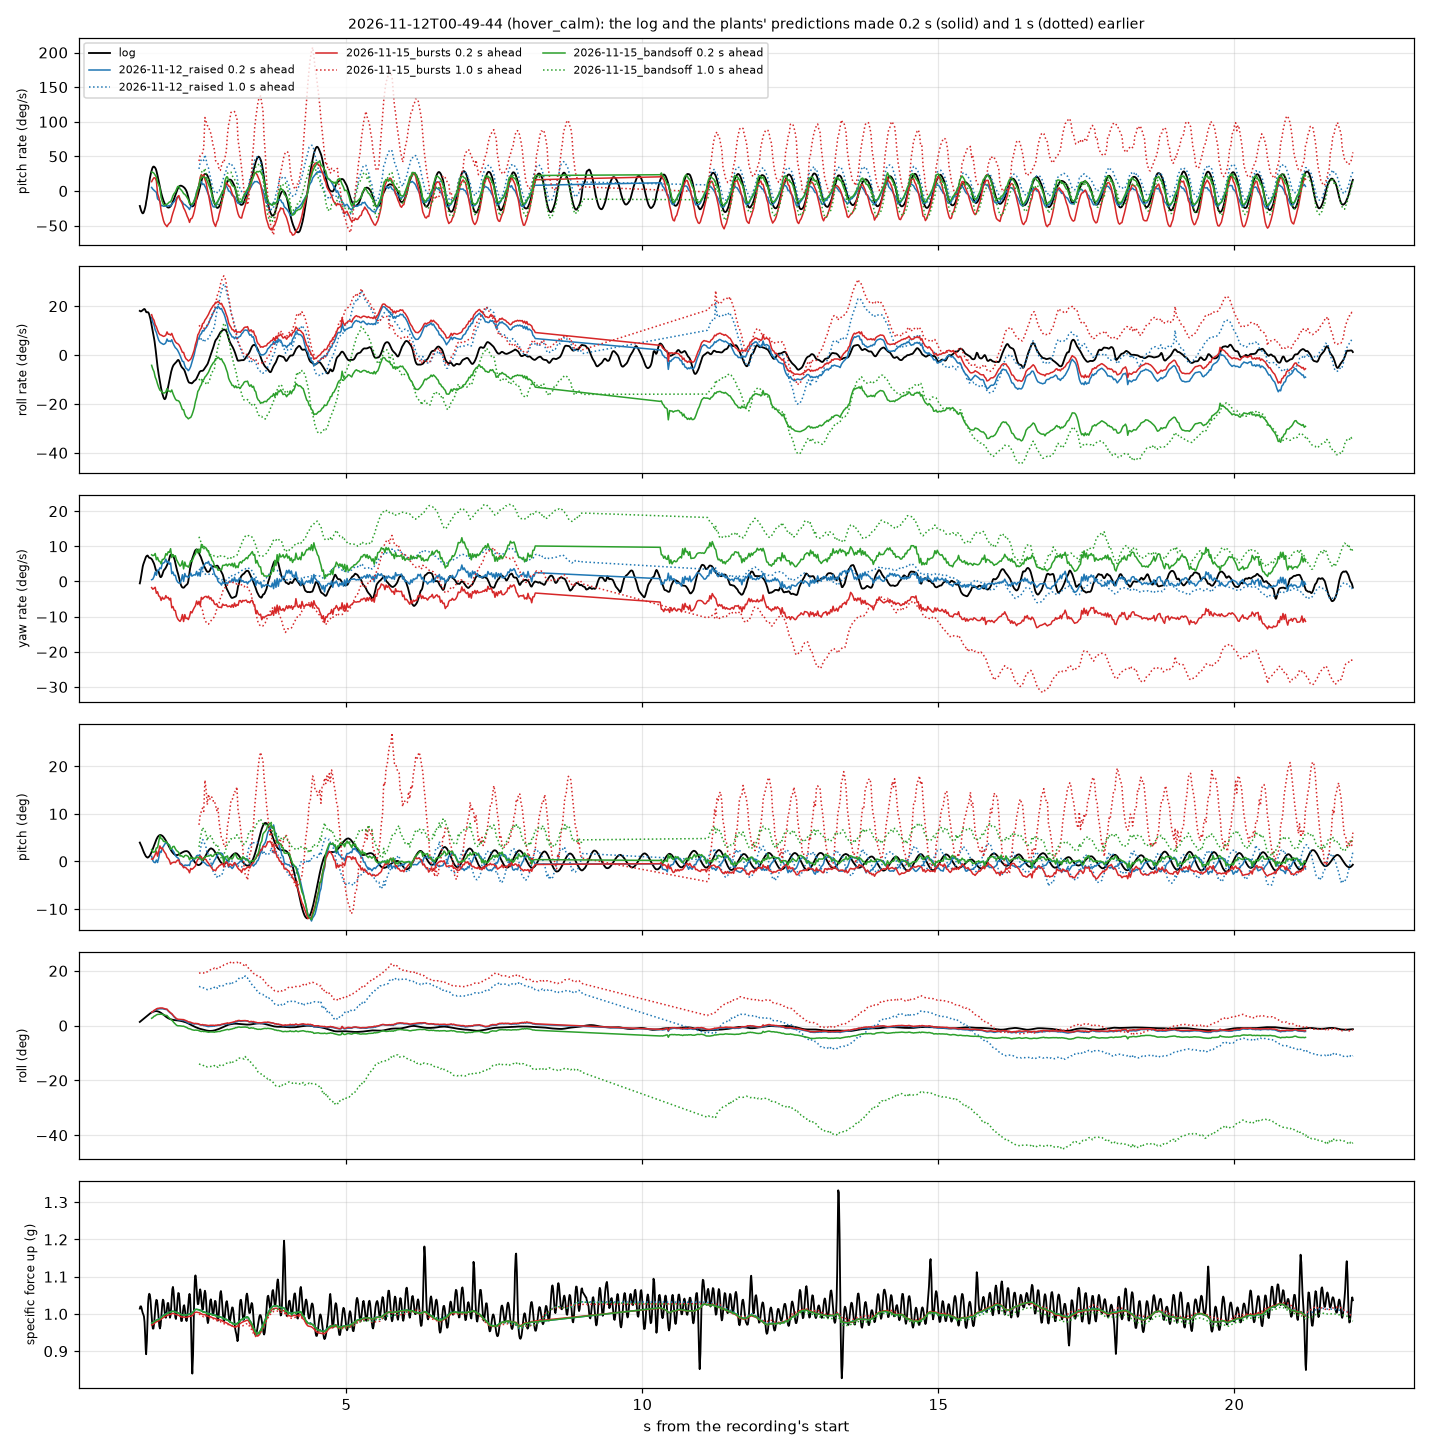 2026-11-12T00-49-44 (hover_calm): the log and the plants' predictions made 0.2 s (solid) and 1 s (dotted) earlier
log
2026-11-12_raised 0.2 s ahead
2026-11-12_raised 1.0 s ahead
2026-11-15_bursts 0.2 s ahead
2026-11-15_bursts 1.0 s ahead
2026-11-15_bandsoff 0.2 s ahead
2026-11-15_bandsoff 1.0 s ahead
pitch rate (deg/s)
200
150
100
50
0
−50
roll rate (deg/s)
20
0
−20
−40
yaw rate (deg/s)
20
10
0
−10
−20
−30
pitch (deg)
20
10
0
−10
roll (deg)
20
0
−20
−40
specific force up (g)
1.3
1.2
1.1
1.0
0.9
5
10
15
20
s from the recording's start